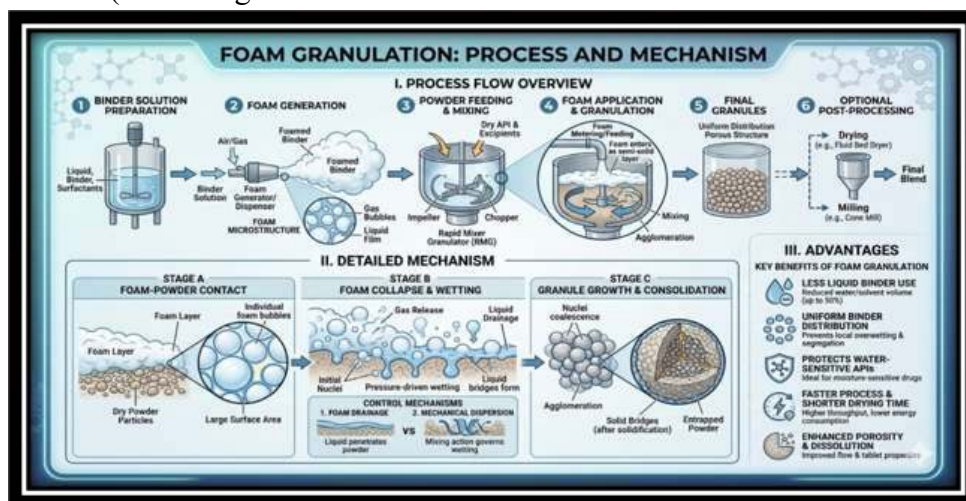 FOAM GRANULATION: PROCESS AND MECHANISM
I. PROCESS FLOW OVERVIEW
1 BINDER SOLUTION
PREPARATION
Liquid,
Binder,
Surfactants
2 FOAM GENERATION
Air/Gas
Foamed
Binder
Foamed
Binder
Binder
Solution
Foam
Generator/
Dispenser
FOAM
MICROSTRUCTURE
Gas
Bubbles
Liquid
Film
3 POWDER FEEDING
& MIXING
Dry API &
Excipients
Impeller
Chopper
Rapid Mixer
Granulator (RMG)
4 FOAM APPLICATION
& GRANULATION
Foam
Metering/Feeding
Foam enters
as semi-solid
layer
Mixing
Agglomeration
5 FINAL
GRANULES
Uniform Distribution
Porous Structure
6 OPTIONAL
POST-PROCESSING
Drying
(e.g., Fluid Bed Dryer)
Final
Blend
Milling
(e.g., Cone Mill)
II. DETAILED MECHANISM
STAGE A
FOAM-POWDER CONTACT
Foam Layer
Individual
foam bubbles
Foam Layer
Dry Powder
Particles
Large Surface Area
STAGE B
FOAM COLLAPSE & WETTING
Gas Release
Liquid
Drainage
Initial
Nuclei
Pressure-driven wetting
Liquid
bridges form
CONTROL MECHANISMS
1. FOAM DRAINAGE
Liquid penetrates
powder
VS
2. MECHANICAL DISPERSION
Mixing action governs
wetting
STAGE C
GRANULE GROWTH & CONSOLIDATION
Nuclei
coalescence
Agglomeration
Solid Bridges
(after solidification)
Entrapped
Powder
III. ADVANTAGES
KEY BENEFITS OF FOAM GRANULATION
LESS LIQUID BINDER USE
Reduced water/solvent volume
(up to 50%)
UNIFORM BINDER
DISTRIBUTION
Prevents local overwetting &
segregation
PROTECTS WATER-
SENSITIVE APIs
Ideal for moisture-sensitive drugs
FASTER PROCESS &
SHORTER DRYING TIME
Higher throughput, lower energy
consumption
ENHANCED POROSITY
& DISSOLUTION
Improved flow & tablet properties